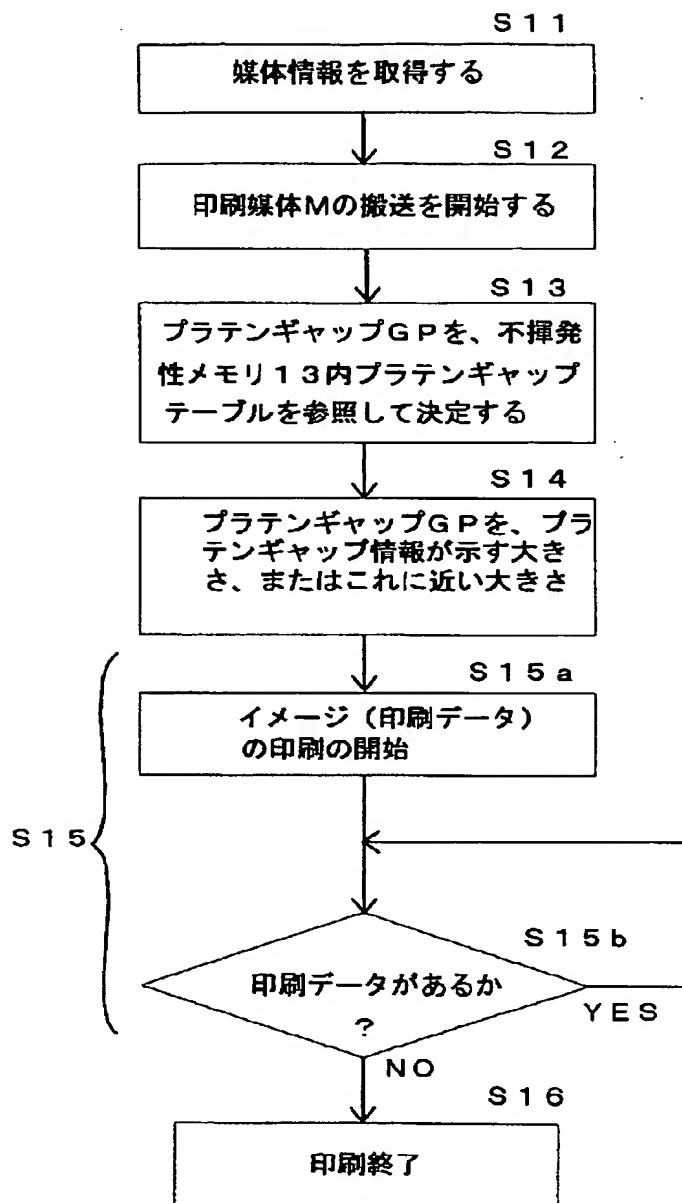 S11
媒体情報を取得する
S12
印刷媒体Mの搬送を開始する
S13
プラテンギャップGPを、不揮発
性メモリ13内プラテンギャップ
テーブルを参照して決定する
S14
プラテンギャップGPを、プラ
テンギャップ情報が示す大き
さ、またはこれに近い大きさ
S15a
イメージ(印刷データ)
の印刷の開始
S15
S15b
印刷データがあるか
?
YES
NO
S16
印刷終了